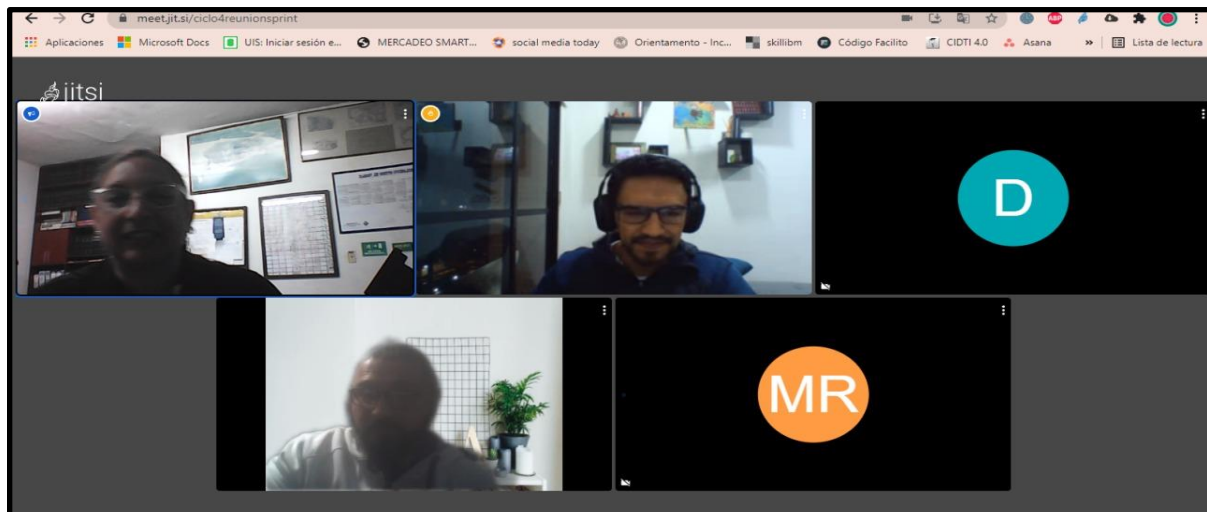 meet.jit.si/ciclo4reunionsprint
ABP
Aplicaciones Microsoft Docs UIS: Iniciar sesión e... MERCADEO SMART... social media today Orientamento - Inc... skillibm Código Facilito CIDTI 4.0 Asana » Lista de lectura
jitsi
D
MR